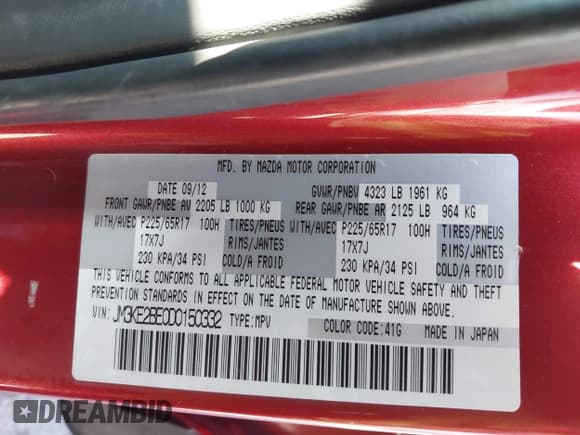 MFD. BY MAZDA MOTOR CORPORATION
DATE 09/12 GVWR/PNBV 4323 LB 1961 KG
FRONT GAWR/PNBE AV 2205 LB 1000 KG REAR GAWR/PNBE AR 2125 LB 964 KG
WITH/AVEC P225/65R17 100H TIRES/PNEUS WITH/AVEC P225/65R17 100H TIRES/PNEUS
17X7J RIMS/JANTES 17X7J RIMS/JANTES
230 KPA/34 PSI COLD/A FROID 230 KPA/34 PSI COLD/A FROID
THIS VEHICLE CONFORMS TO ALL APPLICABLE FEDERAL MOTOR VEHICLE SAFETY AND THEFT
PREVENTION STANDARDS IN EFFECT ON THE DATE OF MANUFACTURE SHOWN ABOVE.
VIN: JM3KE2BE0D0150332 TYPE:MPV COLOR CODE:41G MADE IN JAPAN
DREAMBID